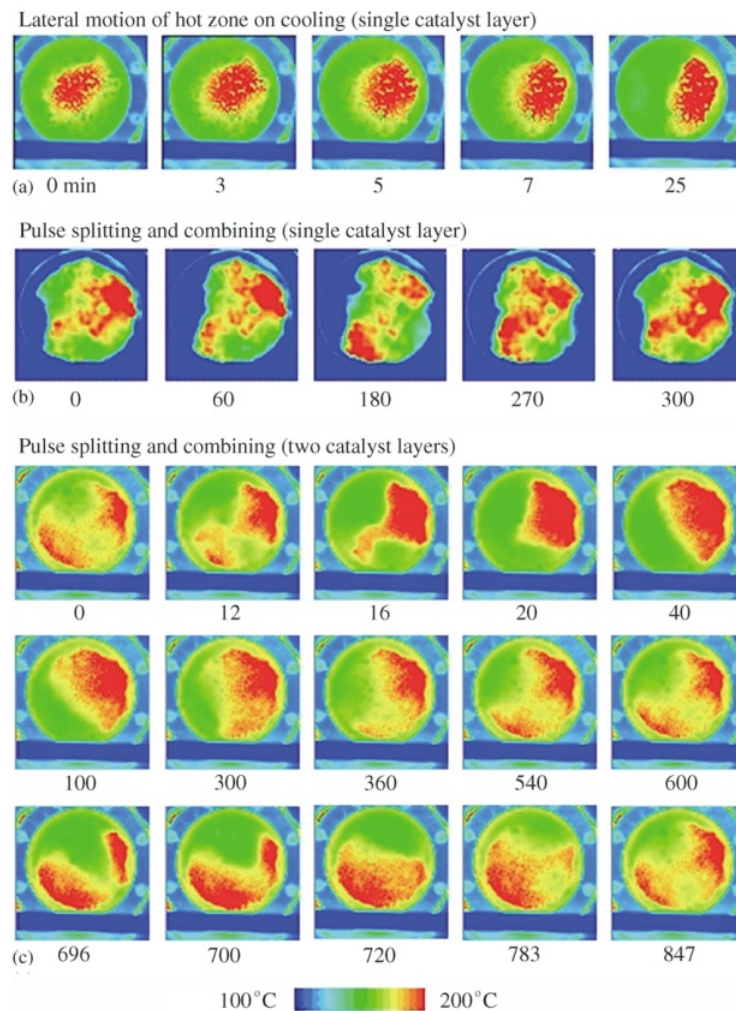 Lateral motion of hot zone on cooling (single catalyst layer)
(a) 0 min 3 5 7 25
Pulse splitting and combining (single catalyst layer)
(b) 0 60 180 270 300
Pulse splitting and combining (two catalyst layers)
0 12 16 20 40
100 300 360 540 600
(c) 696 700 720 783 847
100°C 200°C